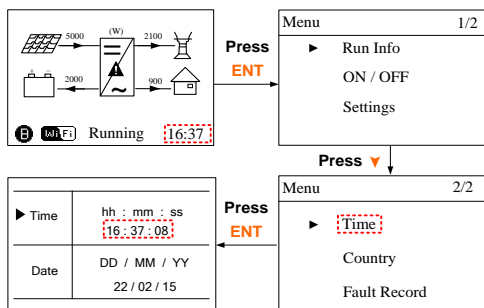 (W)
5000
2100
2000
900
B WiFi Running 16:37
Press
ENT
Menu 1/2
Run Info
ON / OFF
Settings
Press
Menu 2/2
Time
Country
Fault Record
Press
ENT
Time
hh : mm : ss
16 : 37 : 08
Date
DD / MM / YY
22 / 02 / 15